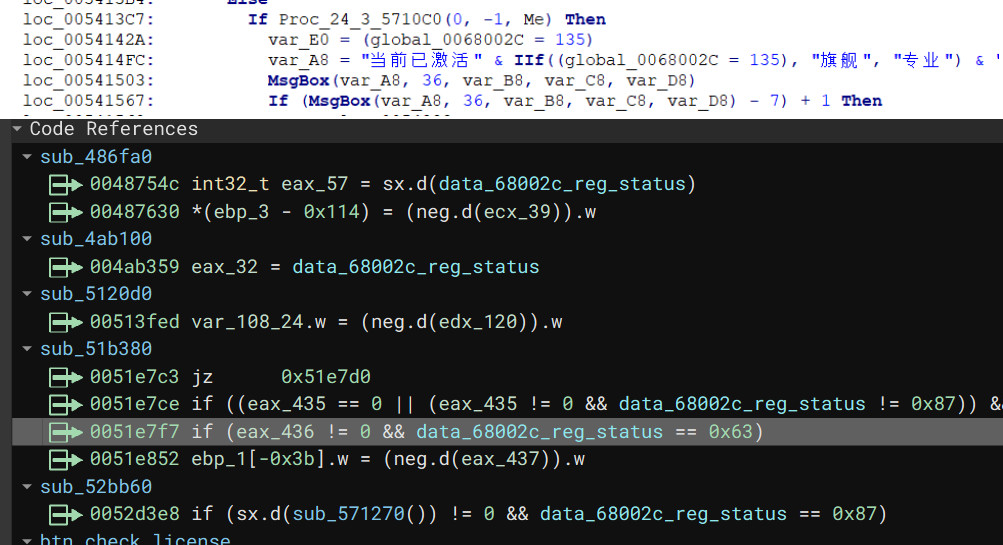 Else
loc_005413C7: If Proc_24_3_5710C0(0, -1, Me) Then
loc_0054142A: var_E0 = (global_0068002C = 135)
loc_005414FC: var_A8 = "当前已激活" & IIf((global_0068002C = 135), "旗舰", "专业") & "
loc_00541503: MsgBox(var_A8, 36, var_B8, var_C8, var_D8)
loc_00541567: If (MsgBox(var_A8, 36, var_B8, var_C8, var_D8) - 7) + 1 Then
Code References
sub_486fa0
0048754c int32_t eax_57 = sx.d(data_68002c_reg_status)
00487630 *(ebp_3 - 0x114) = (neg.d(ecx_39)).w
sub_4ab100
004ab359 eax_32 = data_68002c_reg_status
sub_5120d0
00513fed var_108_24.w = (neg.d(edx_120)).w
sub_51b380
0051e7c3 jz 0x51e7d0
0051e7ce if ((eax_435 == 0 || (eax_435 != 0 && data_68002c_reg_status != 0x87)) &
0051e7f7 if (eax_436 != 0 && data_68002c_reg_status == 0x63)
0051e852 ebp_1[-0x3b].w = (neg.d(eax_437)).w
sub_52bb60
0052d3e8 if (sx.d(sub_571270()) != 0 && data_68002c_reg_status == 0x87)
btn_check_license